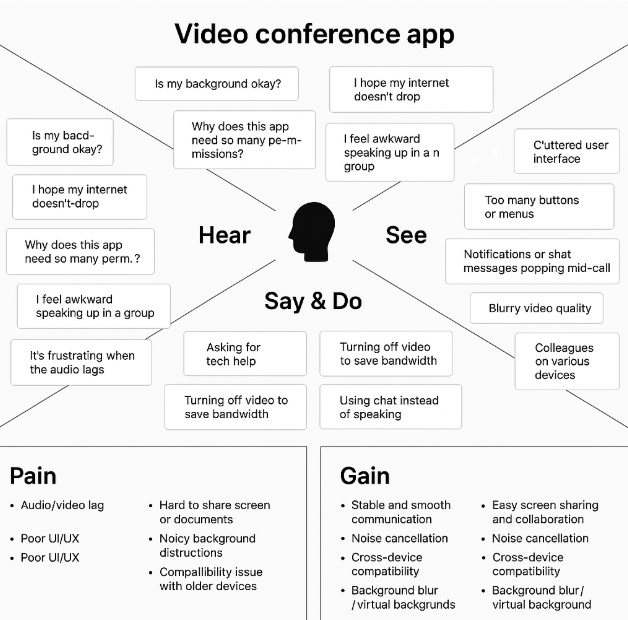 Video conference app
Is my background okay?
I hope my internet
doesn't drop
Why does this app
need so many pe-m-
missions?
I feel awkward
speaking up in a n
group
Is my bacd-
ground okay?
I hope my internet
doesn't-drop
Why does this app
need so many perm.?
I feel awkward
speaking up in a group
It's frustrating when
the audio lags
Hear
See
C'uttered user
interface
Too many buttons
or menus
Notifications or shat
messages popping mid-call
Blurry video quality
Colleagues
on various
devices
Say & Do
Asking for
tech help
Turning off video
to save bandwidth
Turning off video to
save bandwidth
Using chat instead
of speaking
Pain
• Audio/video lag
• Poor UI/UX
• Poor UI/UX
• Hard to share screen
or documents
• Noicy background
distructions
• Compallibility issue
with older devices
Gain
• Stable and smooth
communication
• Noise cancellation
• Cross-device
compatibility
• Background blur
/ virtual backgrunds
• Easy screen sharing
and collaboration
• Noise cancellation
• Cross-device
compatibility
• Background blur/
virtual background